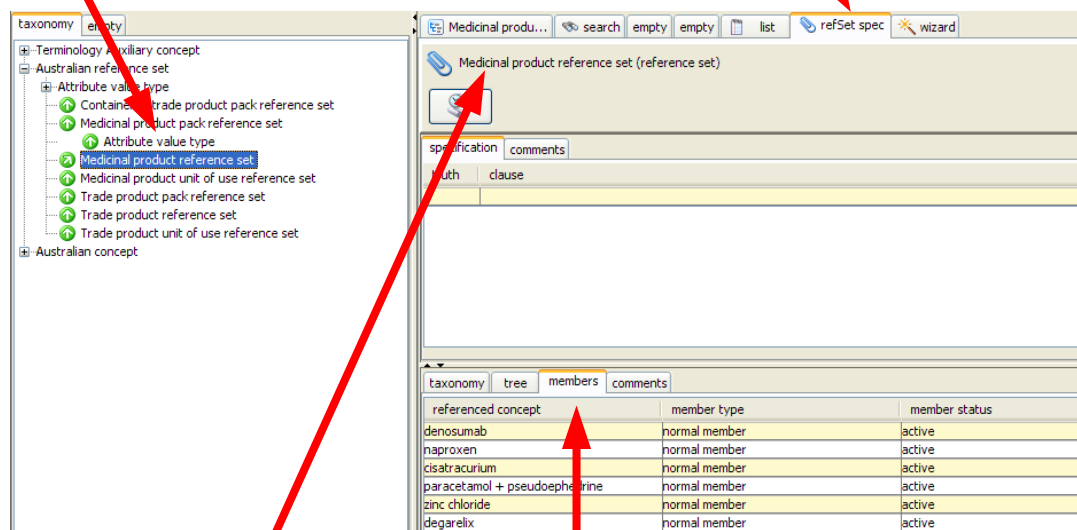 taxonomy empty
Terminology Auxiliary concept
Australian reference set
Attribute value type
Container trade product pack reference set
Medicinal product pack reference set
Attribute value type
Medicinal product reference set
Medicinal product unit of use reference set
Trade product pack reference set
Trade product reference set
Trade product unit of use reference set
Australian concept
Medicinal produ... search empty empty list refSet spec wizard
Medicinal product reference set (reference set)
specification comments
truth clause
taxonomy tree members comments
referenced concept member type member status
denosumab normal member active
naproxen normal member active
cisatracurium normal member active
paracetamol + pseudoephedrine normal member active
zinc chloride normal member active
degarelix normal member active